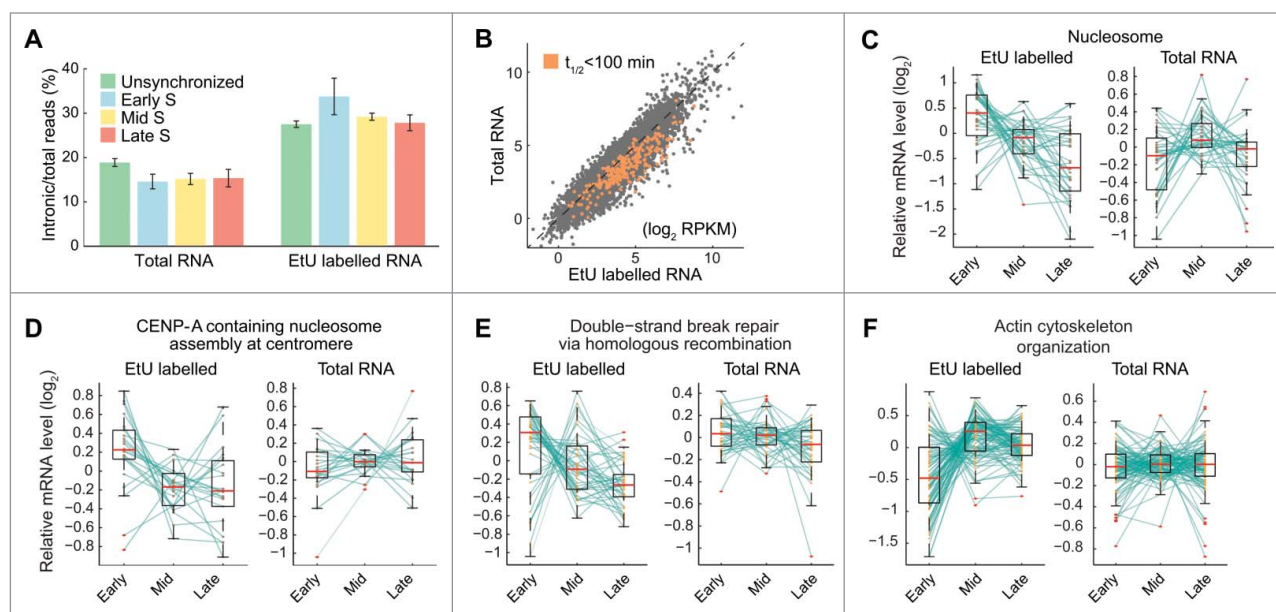 A
Intronic/total reads (%)
40
30
20
10
0
Unsynchronized
Early S
Mid S
Late S
Total RNA
EtU labelled RNA
B
t1/2<100 min
Total RNA
10
5
0
(log2 RPKM)
0
5
10
EtU labelled RNA
C
Nucleosome
EtU labelled
Total RNA
Relative mRNA level (log2)
1
0.5
0
−0.5
−1
−1.5
−2
0.8
0.6
0.4
0.2
0
−0.2
−0.4
−0.6
−0.8
−1
Early
Mid
Late
Early
Mid
Late
D
CENP-A containing nucleosome
assembly at centromere
EtU labelled
Total RNA
Relative mRNA level (log2)
0.8
0.6
0.4
0.2
0
−0.2
−0.4
−0.6
−0.8
0.8
0.6
0.4
0.2
0
−0.2
−0.4
−0.6
−0.8
−1
Early
Mid
Late
Early
Mid
Late
E
Double−strand break repair
via homologous recombination
EtU labelled
Total RNA
0.8
0.6
0.4
0.2
0
−0.2
−0.4
−0.6
−0.8
−1
0.4
0.2
0
−0.2
−0.4
−0.6
−0.8
−1
Early
Mid
Late
Early
Mid
Late
F
Actin cytoskeleton
organization
EtU labelled
Total RNA
0.5
0
−0.5
−1
−1.5
0.6
0.4
0.2
0
−0.2
−0.4
−0.6
−0.8
Early
Mid
Late
Early
Mid
Late